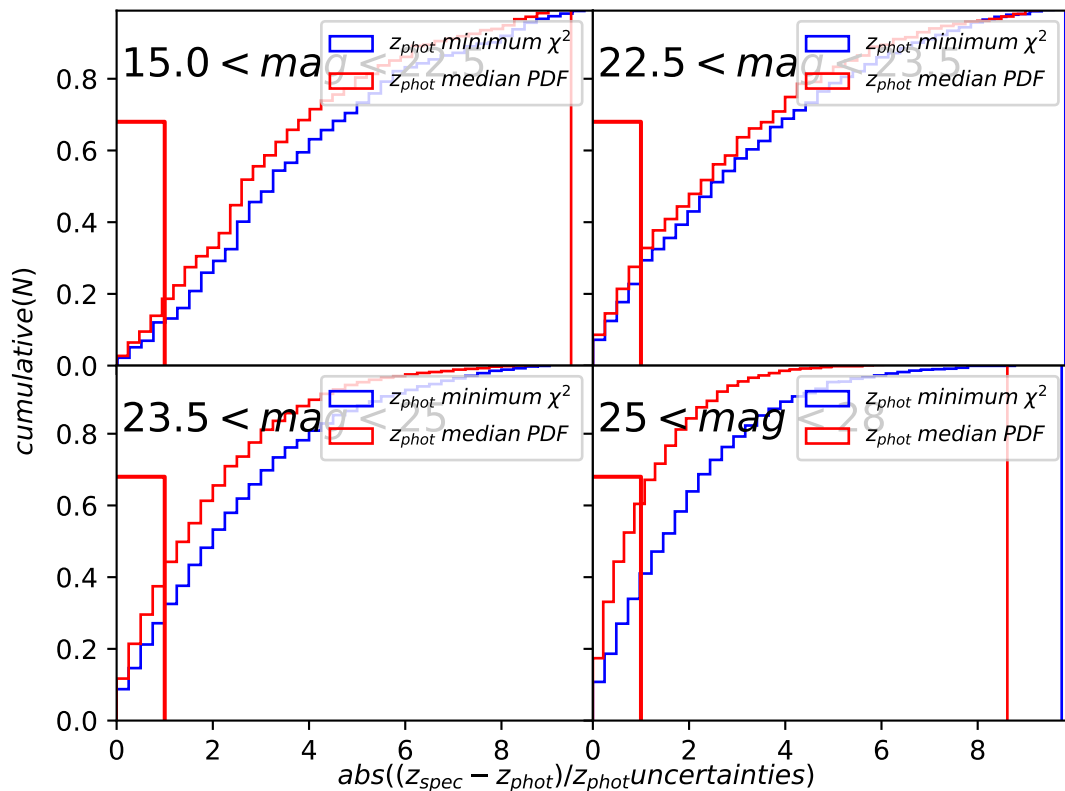 15.0 < mag < 22.5
z_phot minimum χ²
z_phot median PDF
22.5 < mag < 23.5
z_phot minimum χ²
z_phot median PDF
0.8
0.6
0.4
0.2
0.0
cumulative(N)
23.5 < mag < 25
z_phot minimum χ²
z_phot median PDF
25 < mag < 28
z_phot minimum χ²
z_phot median PDF
0.8
0.6
0.4
0.2
0.0
0 2 4 6 8 0 2 4 6 8
abs((z_spec − z_phot)/z_phot uncertainties)